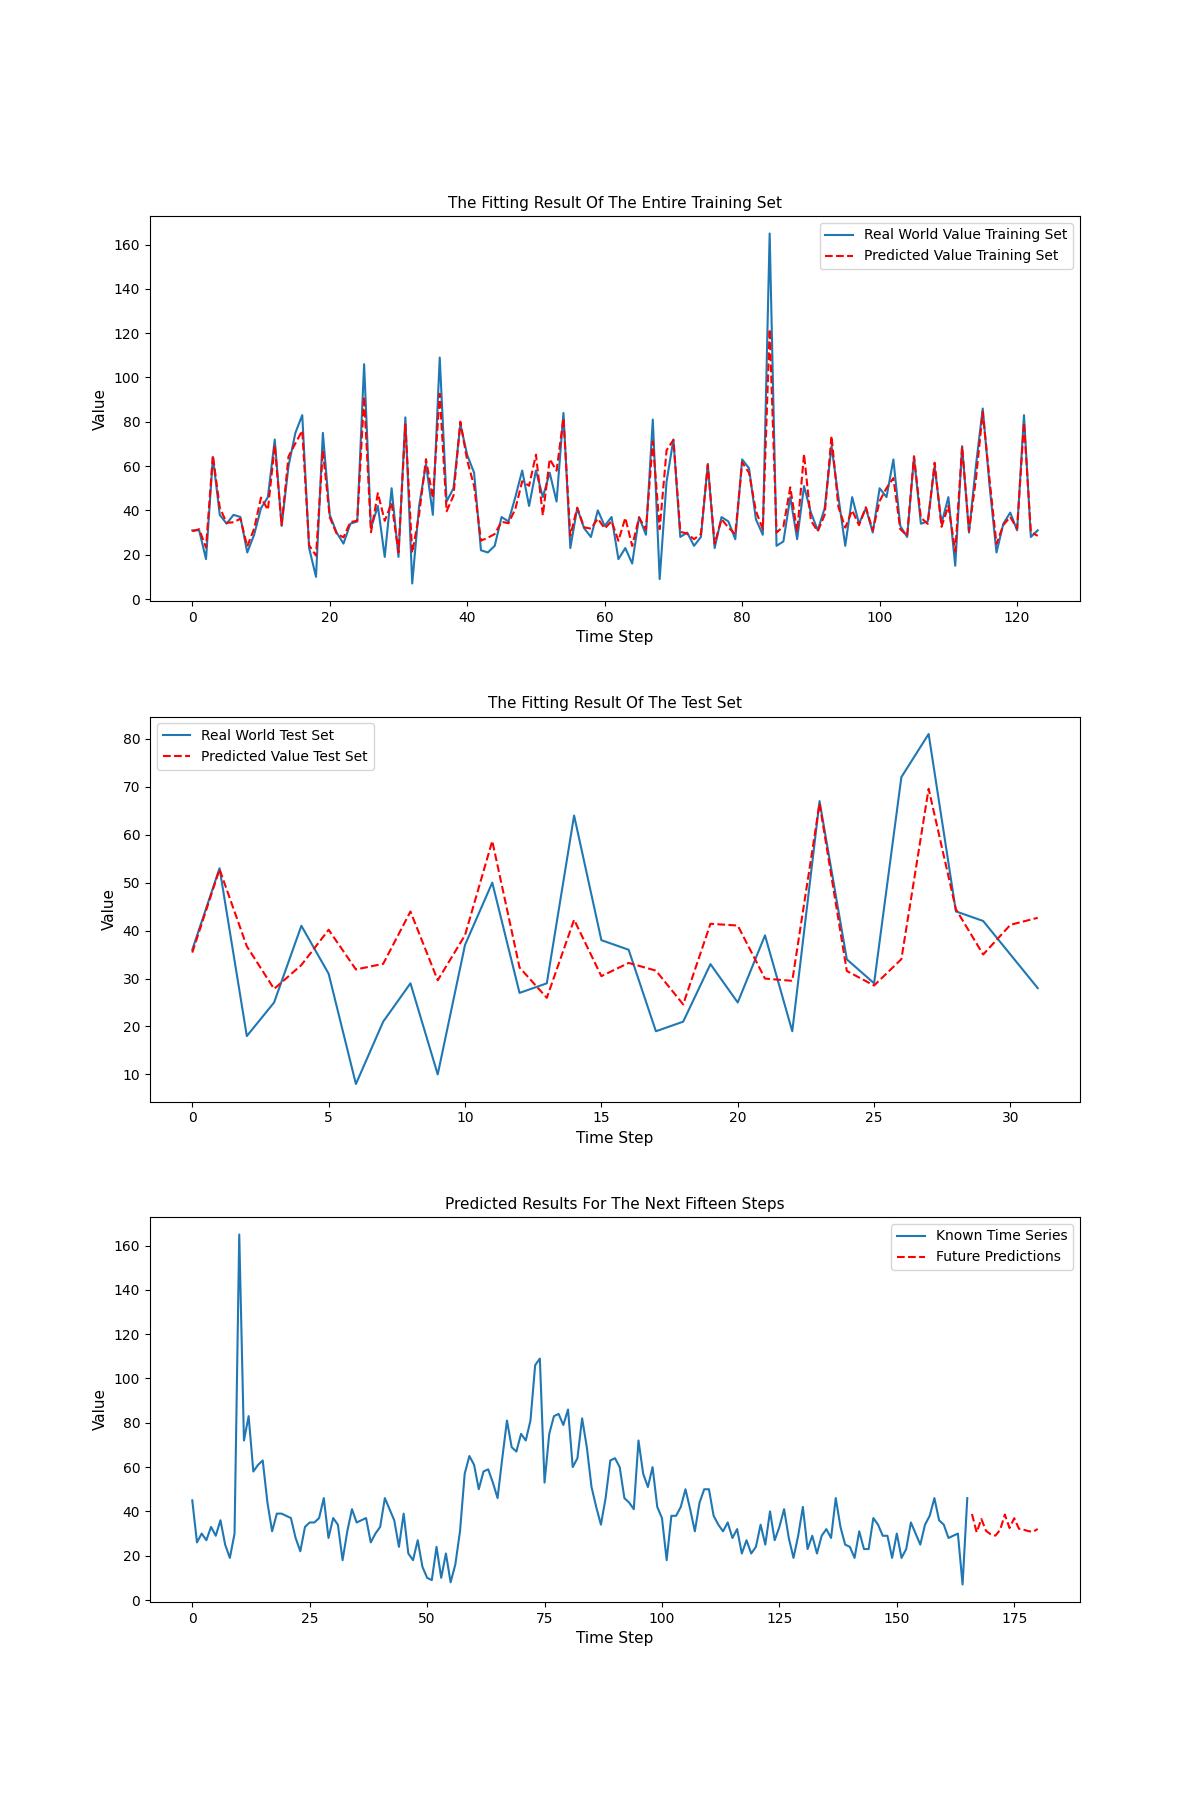 The Fitting Result Of The Entire Training Set
Real World Value Training Set
Predicted Value Training Set
Value
160
140
120
100
80
60
40
20
0
0 20 40 60 80 100 120
Time Step
The Fitting Result Of The Test Set
Real World Test Set
Predicted Value Test Set
Value
80
70
60
50
40
30
20
10
0 5 10 15 20 25 30
Time Step
Predicted Results For The Next Fifteen Steps
Known Time Series
Future Predictions
Value
160
140
120
100
80
60
40
20
0
0 25 50 75 100 125 150 175
Time Step